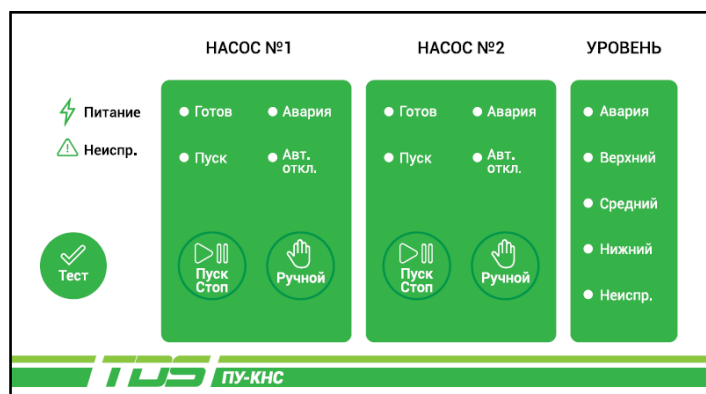 НАСОС №1
НАСОС №2
УРОВЕНЬ
Питание
Неиспр.
Тест
Готов
Авария
Пуск
Авт.
откл.
Пуск
Стоп
Ручной
Готов
Авария
Пуск
Авт.
откл.
Пуск
Стоп
Ручной
Авария
Верхний
Средний
Нижний
Неиспр.
TDS
ПУ-КНС